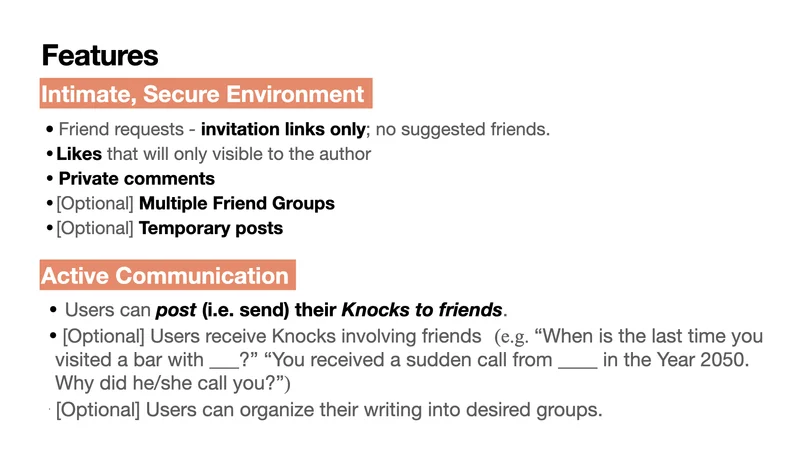 Features
Intimate, Secure Environment
• Friend requests - invitation links only; no suggested friends.
• Likes that will only visible to the author
• Private comments
• [Optional] Multiple Friend Groups
• [Optional] Temporary posts
Active Communication
• Users can post (i.e. send) their Knocks to friends.
• [Optional] Users receive Knocks involving friends (e.g. “When is the last time you
visited a bar with ___?” “You received a sudden call from ____ in the Year 2050.
Why did he/she call you?”)
· [Optional] Users can organize their writing into desired groups.